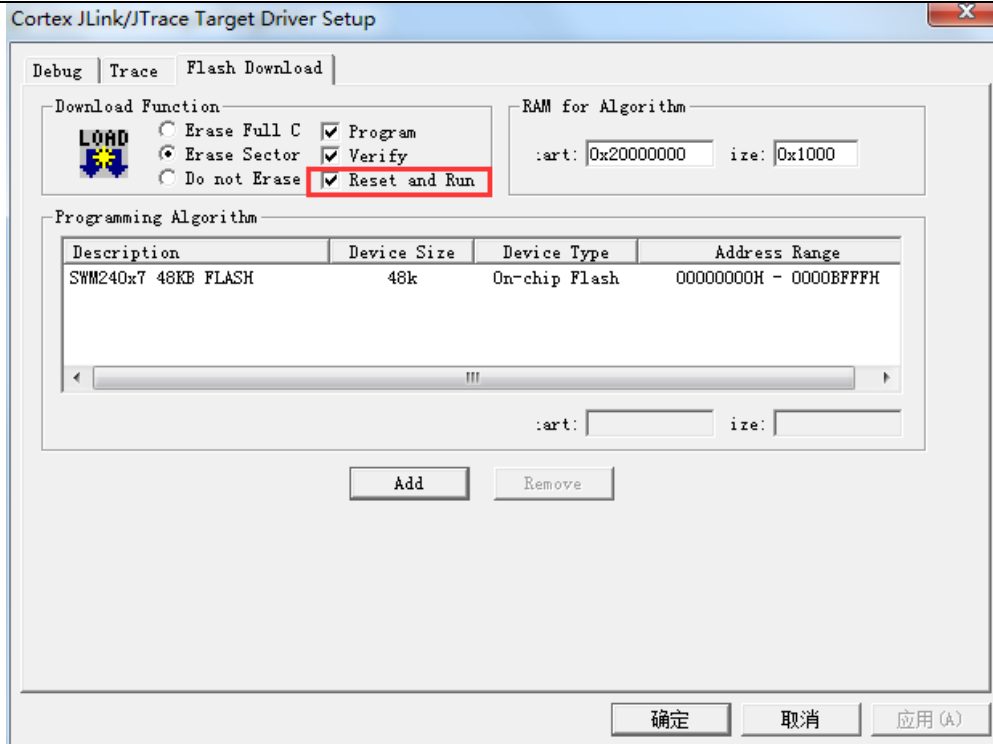 Cortex JLink/JTrace Target Driver Setup
Debug Trace Flash Download
Download Function
LOAD
Erase Full C
Erase Sector
Do not Erase
Program
Verify
Reset and Run
RAM for Algorithm
:art: 0x20000000 ize: 0x1000
Programming Algorithm
Description Device Size Device Type Address Range
SWM240x7 48KB FLASH 48k On-chip Flash 00000000H - 0000BFFFH
:art: ize:
Add Remove
确定 取消 应用(A)